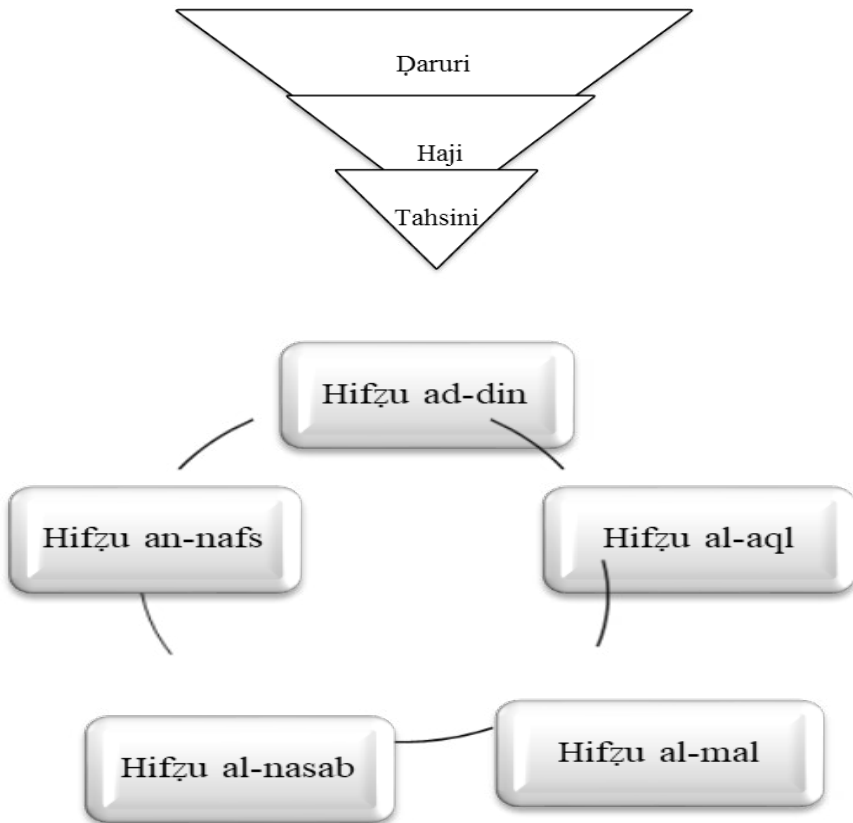 Ḍaruri
Haji
Tahsini
Hifẓu ad-din
Hifẓu an-nafs
Hifẓu al-aql
Hifẓu al-nasab
Hifẓu al-mal